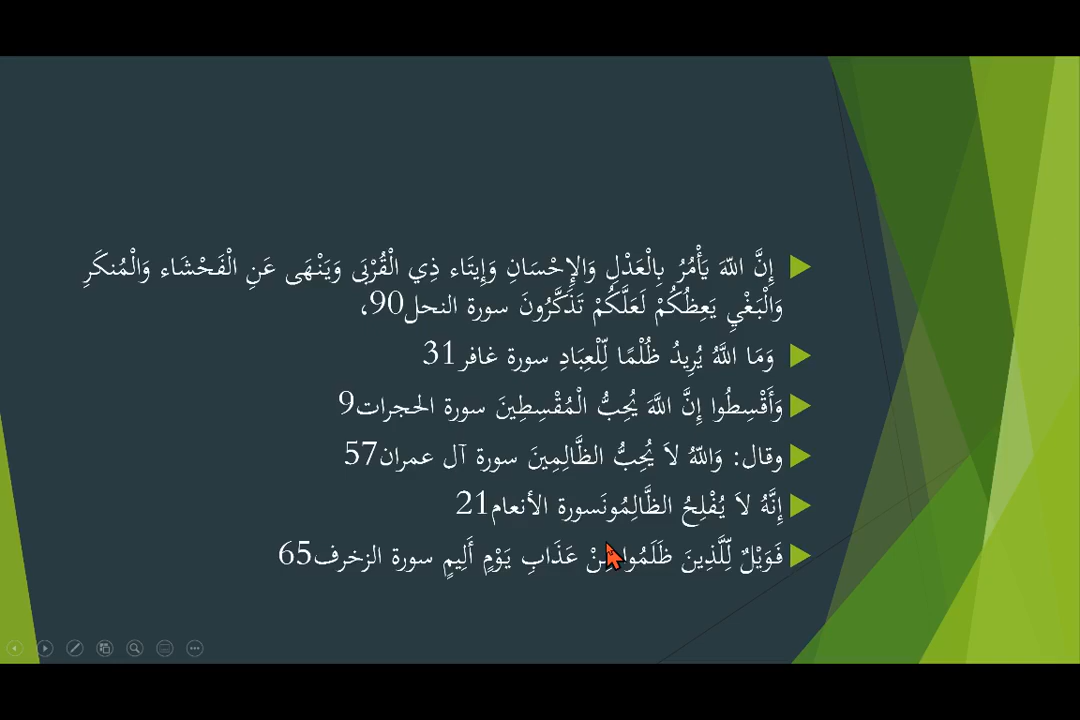 إِنَّ اللّهَ يَأْمُرُ بِالْعَدْلِ وَالإِحْسَانِ وَإِيتَاء ذِي الْقُرْبَى وَيَنْهَى عَنِ الْفَحْشَاء وَالْمُنكَرِ
وَالْبَغْيِ يَعِظُكُمْ لَعَلَّكُمْ تَذَكَّرُونَ سورة النحل90،
وَمَا اللَّهُ يُرِيدُ ظُلْمًا لِّلْعِبَادِ سورة غافر31
وَأَقْسِطُوا إِنَّ اللَّهَ يُحِبُّ الْمُقْسِطِينَ سورة الحجرات9
وقال: وَاللّهُ لاَ يُحِبُّ الظَّالِمِينَ سورة آل عمران57
إِنَّهُ لاَ يُفْلِحُ الظَّالِمُونَسورة الأنعام21
فَوَيْلٌ لِّلَّذِينَ ظَلَمُوا مِنْ عَذَابِ يَوْمٍ أَلِيمٍ سورة الزخرف65